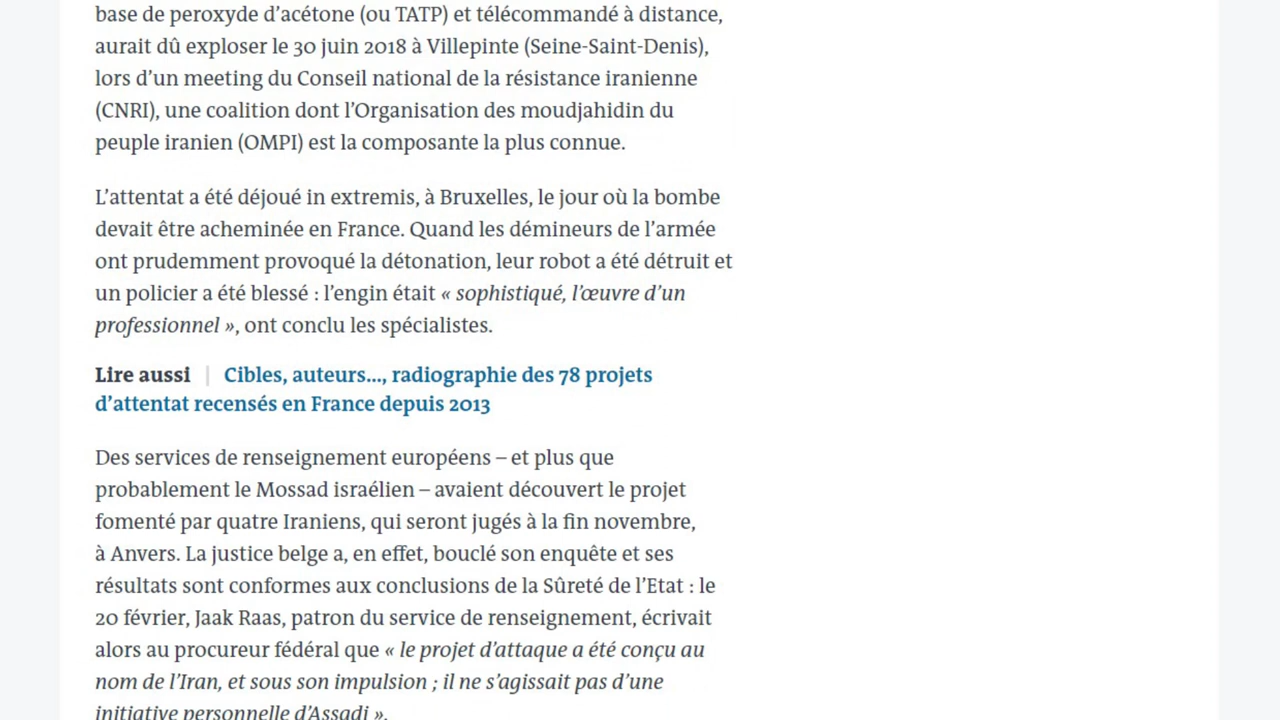 base de peroxyde d’acétone (ou TATP) et télécommandé à distance,
aurait dû exploser le 30 juin 2018 à Villepinte (Seine-Saint-Denis),
lors d’un meeting du Conseil national de la résistance iranienne
(CNRI), une coalition dont l’Organisation des moudjahidin du
peuple iranien (OMPI) est la composante la plus connue.
L’attentat a été déjoué in extremis, à Bruxelles, le jour où la bombe
devait être acheminée en France. Quand les démineurs de l’armée
ont prudemment provoqué la détonation, leur robot a été détruit et
un policier a été blessé : l’engin était « sophistiqué, l’œuvre d’un
professionnel », ont conclu les spécialistes.
Lire aussi | Cibles, auteurs…, radiographie des 78 projets
d’attentat recensés en France depuis 2013
Des services de renseignement européens – et plus que
probablement le Mossad israélien – avaient découvert le projet
fomenté par quatre Iraniens, qui seront jugés à la fin novembre,
à Anvers. La justice belge a, en effet, bouclé son enquête et ses
résultats sont conformes aux conclusions de la Sûreté de l’Etat : le
20 février, Jaak Raas, patron du service de renseignement, écrivait
alors au procureur fédéral que « le projet d’attaque a été conçu au
nom de l’Iran, et sous son impulsion ; il ne s’agissait pas d’une
initiative personnelle d’Assadi ».